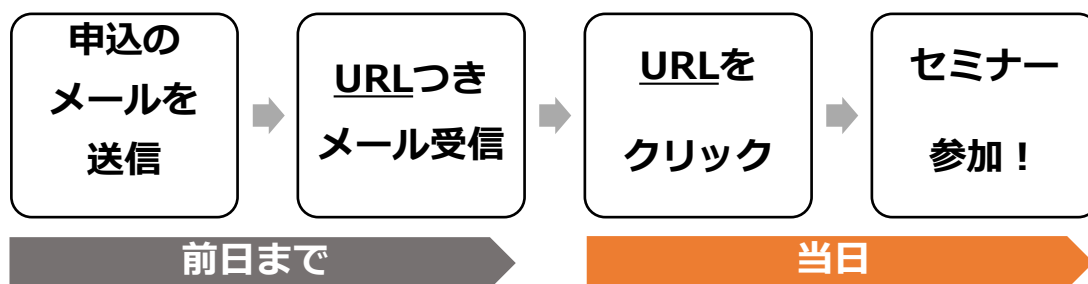 申込の
メールを
送信
URLつき
メール受信
URLを
クリック
セミナー
参加！
前日まで
当日